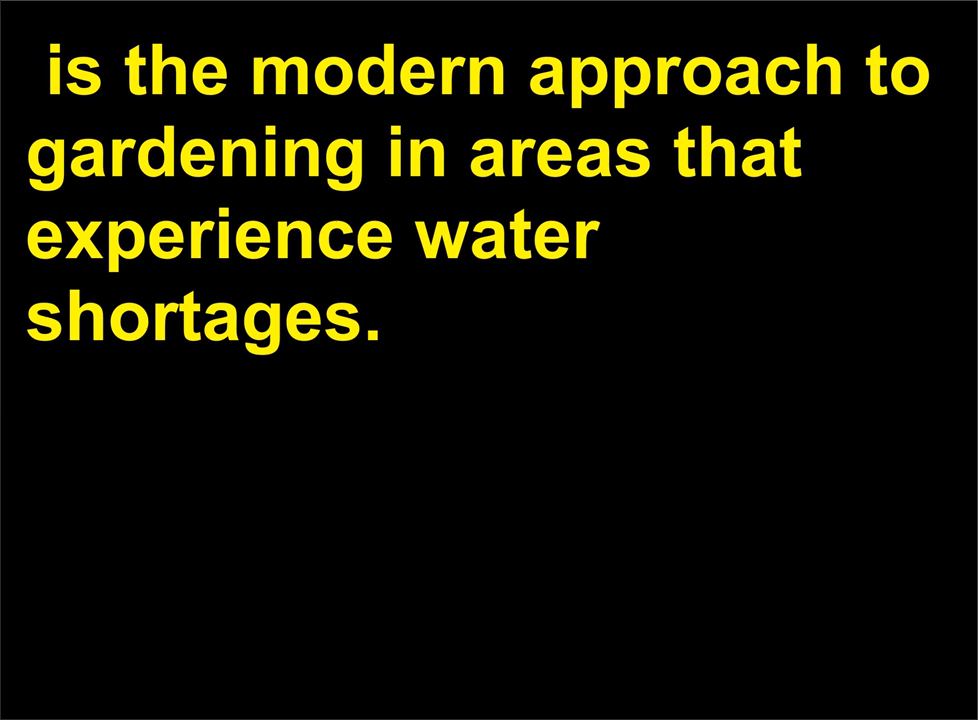 is the modern approach to
gardening in areas that
experience water
shortages.